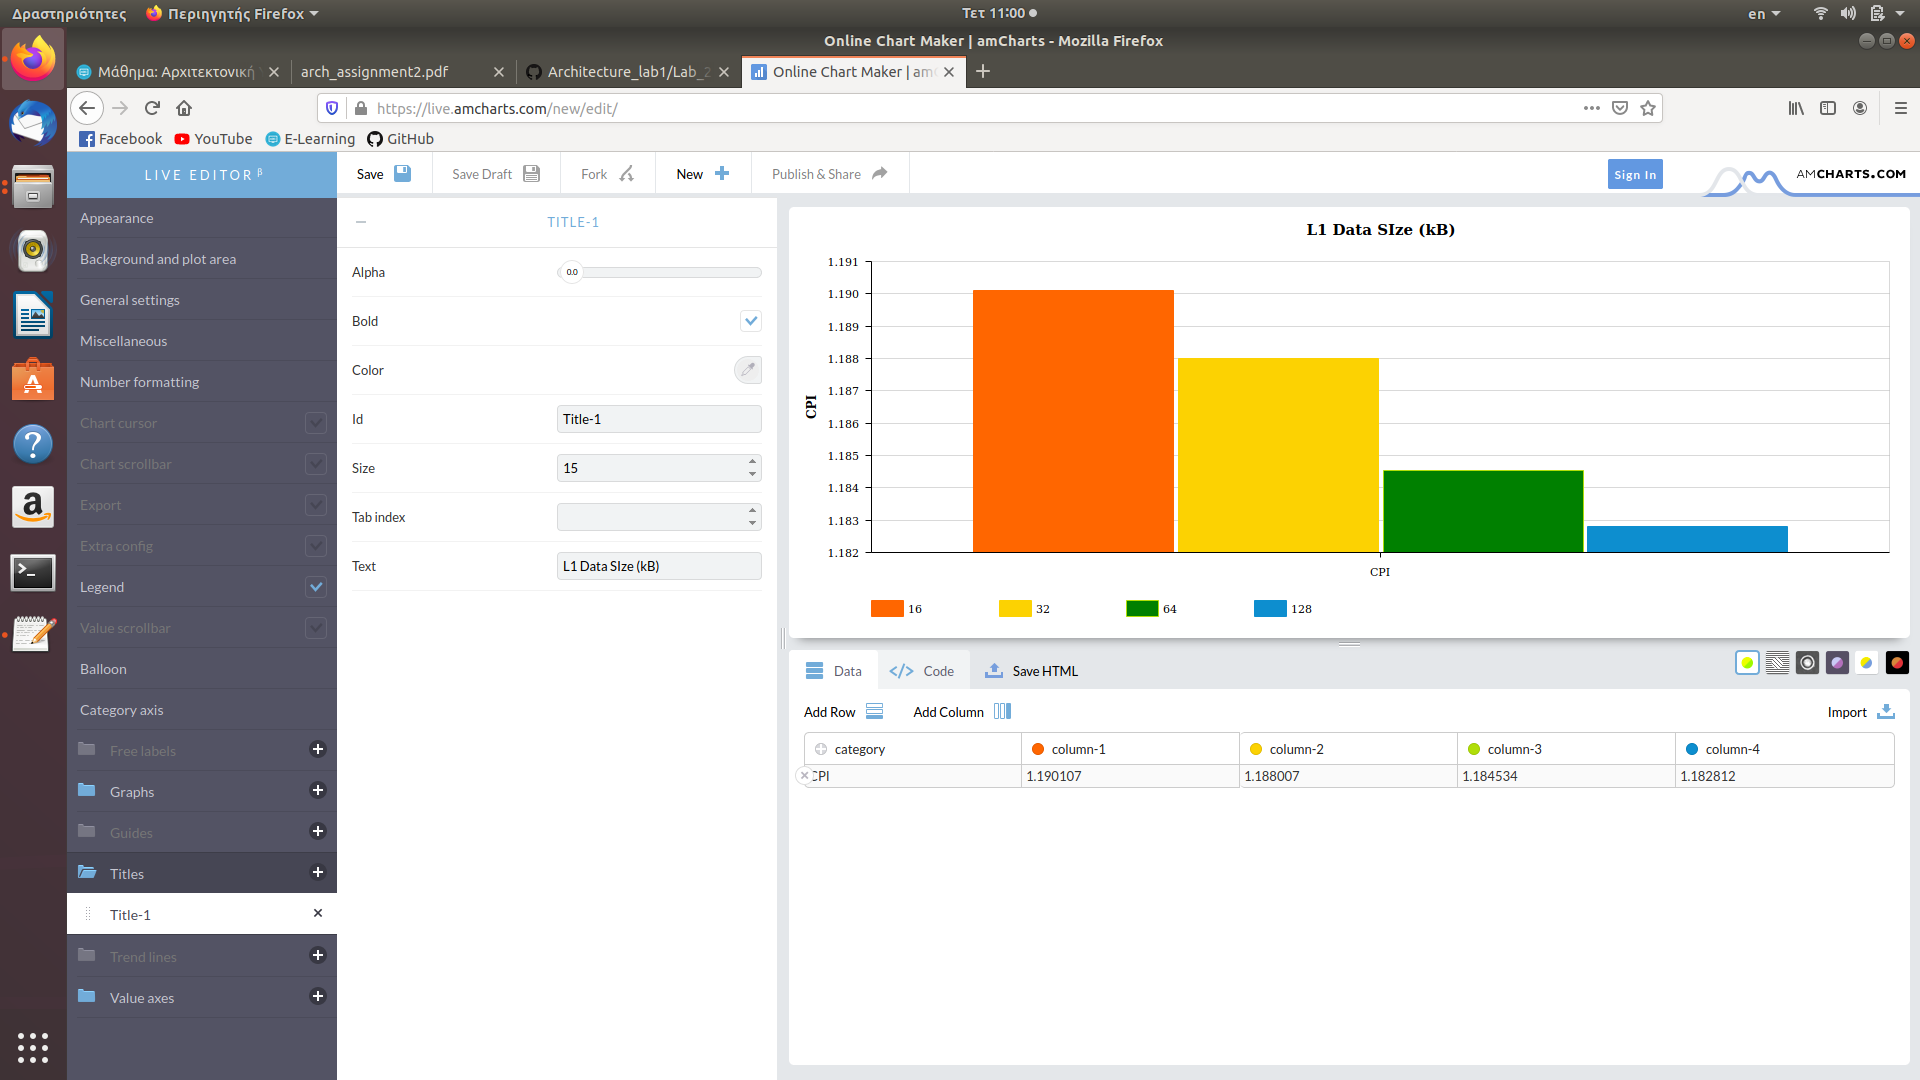 Δραστηριότητες Περιηγητής Firefox Τετ 11:00 en
Online Chart Maker | amCharts - Mozilla Firefox
Μάθημα: Αρχιτεκτονική arch_assignment2.pdf Architecture_lab1/Lab_2 Online Chart Maker | am
https://live.amcharts.com/new/edit/
Facebook YouTube E-Learning GitHub
LIVE EDITOR β Save Save Draft Fork New Publish & Share Sign In AMCHARTS.COM
Appearance
Background and plot area
General settings
Miscellaneous
Number formatting
Chart cursor
Chart scrollbar
Export
Extra config
Legend
Value scrollbar
Balloon
Category axis
Free labels
Graphs
Guides
Titles
Title-1
Trend lines
Value axes
TITLE-1
Alpha 0.0
Bold
Color
Id Title-1
Size 15
Tab index
Text L1 Data SIze (kB)
L1 Data SIze (kB)
1.191
1.190
1.189
1.188
1.187
1.186
1.185
1.184
1.183
1.182
CPI
CPI
16 32 64 128
Data Code Save HTML
Add Row Add Column Import
category column-1 column-2 column-3 column-4
CPI 1.190107 1.188007 1.184534 1.182812